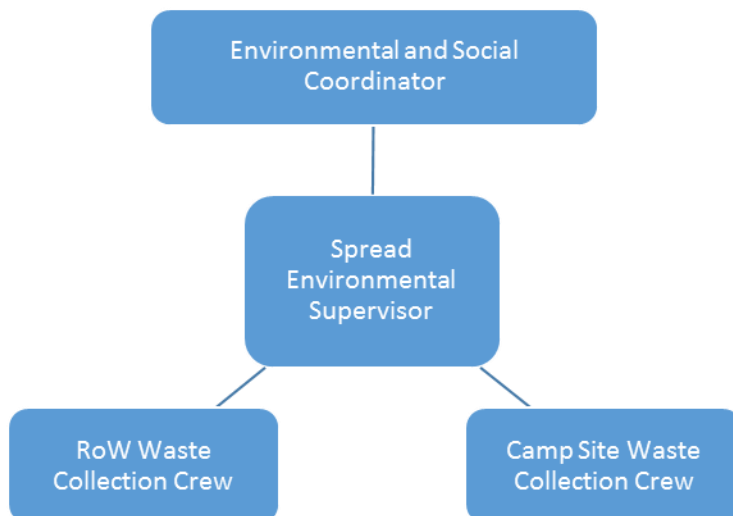 Environmental and Social
Coordinator
Spread
Environmental
Supervisor
RoW Waste
Collection Crew
Camp Site Waste
Collection Crew